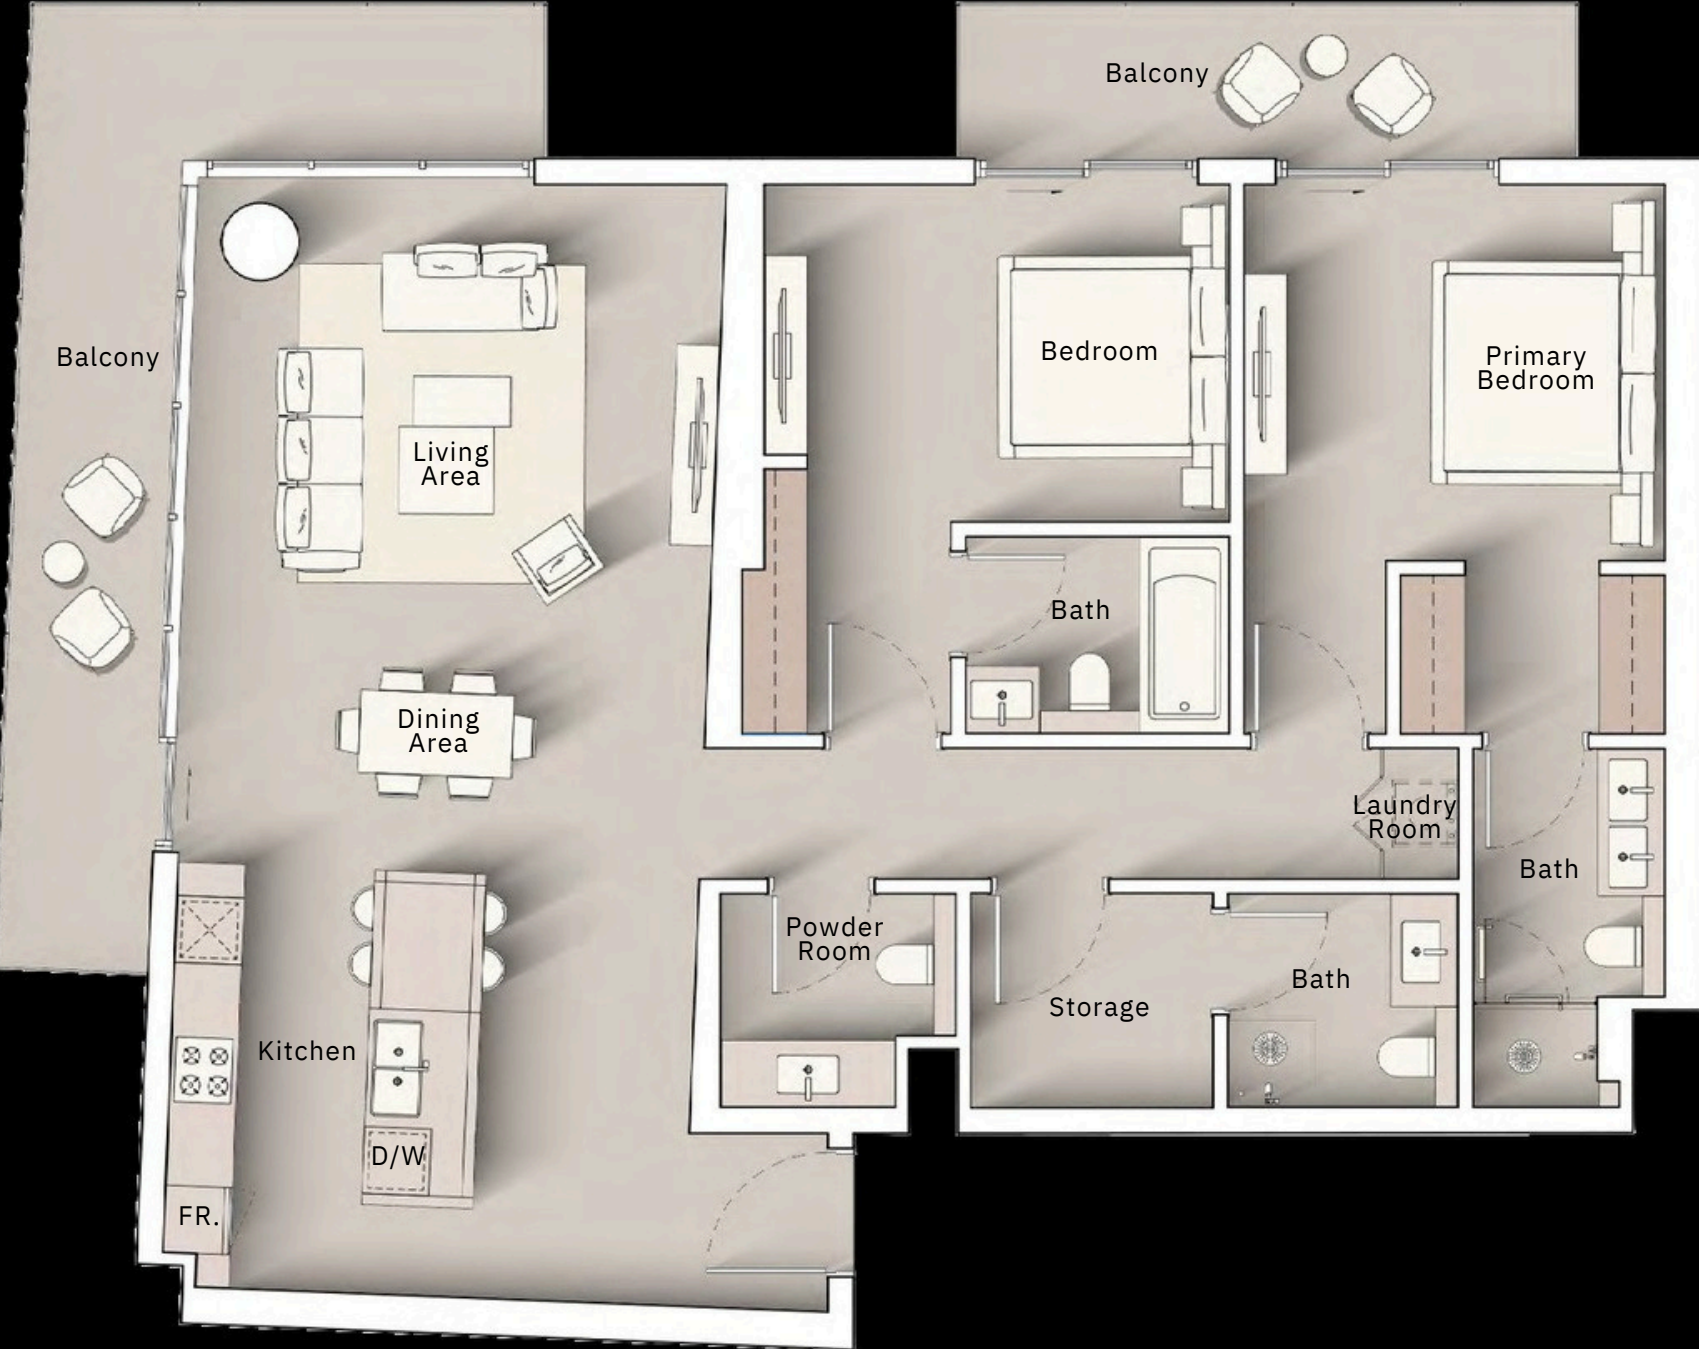 Balcony
Balcony
Bedroom
Primary
Bedroom
Living
Area
Bath
Dining
Area
Laundry
Room
Bath
Powder
Room
Bath
Storage
Kitchen
D/W
FR.